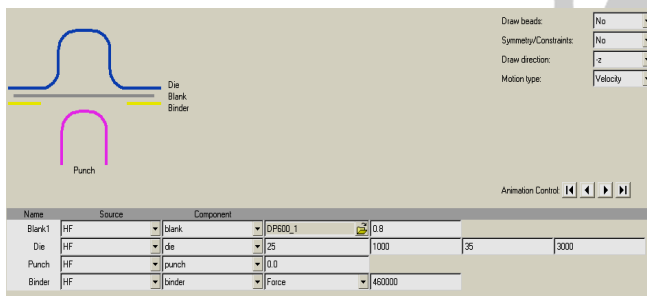 Draw beads: No
Symmetry/Constraints: No
Draw direction: -z
Motion type: Velocity
Die
Blank
Binder
Punch
Animation Control:
Name Source Component
Blank1 HF blank DP600_1 0.8
Die HF die 25 1000 35 3000
Punch HF punch 0.0
Binder HF binder Force 460000